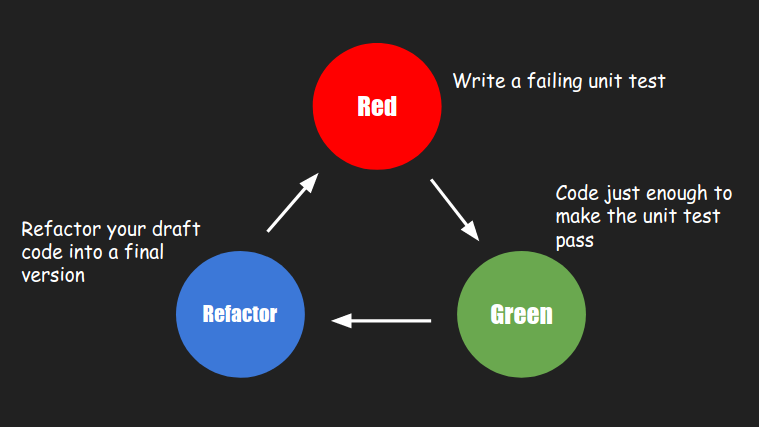 Red
Write a failing unit test
Code just enough to
make the unit test
pass
Green
Refactor your draft
code into a final
version
Refactor